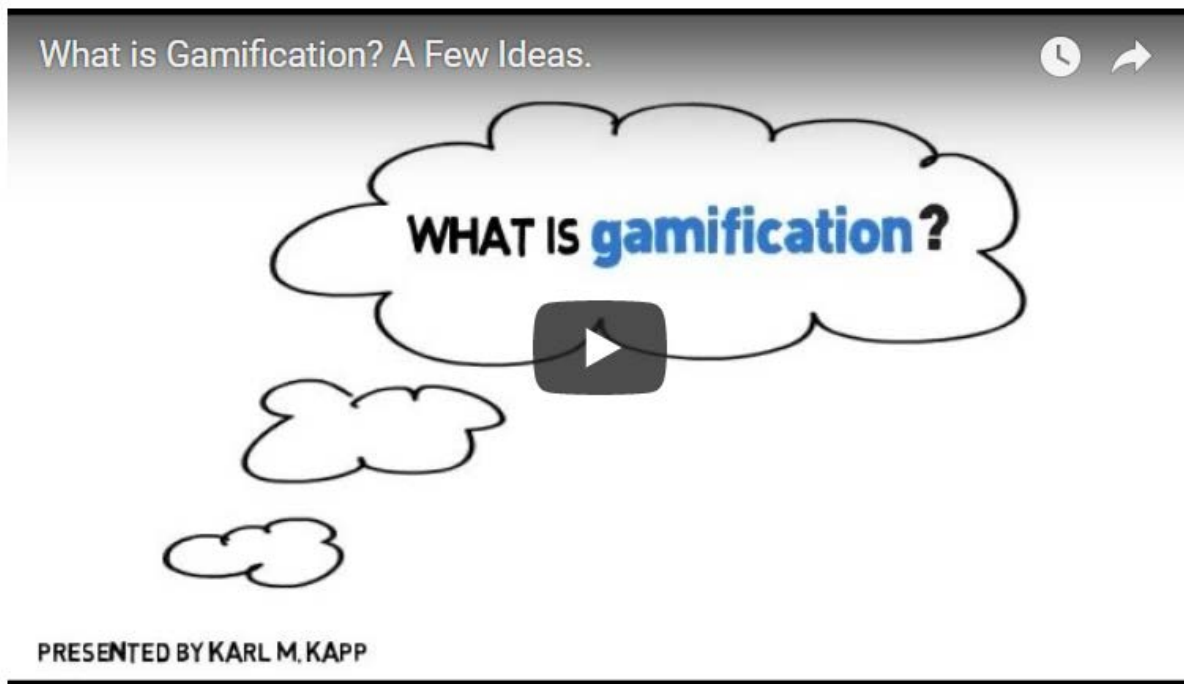 What is Gamification? A Few Ideas.
WHAT IS gamification?
PRESENTED BY KARL M. KAPP